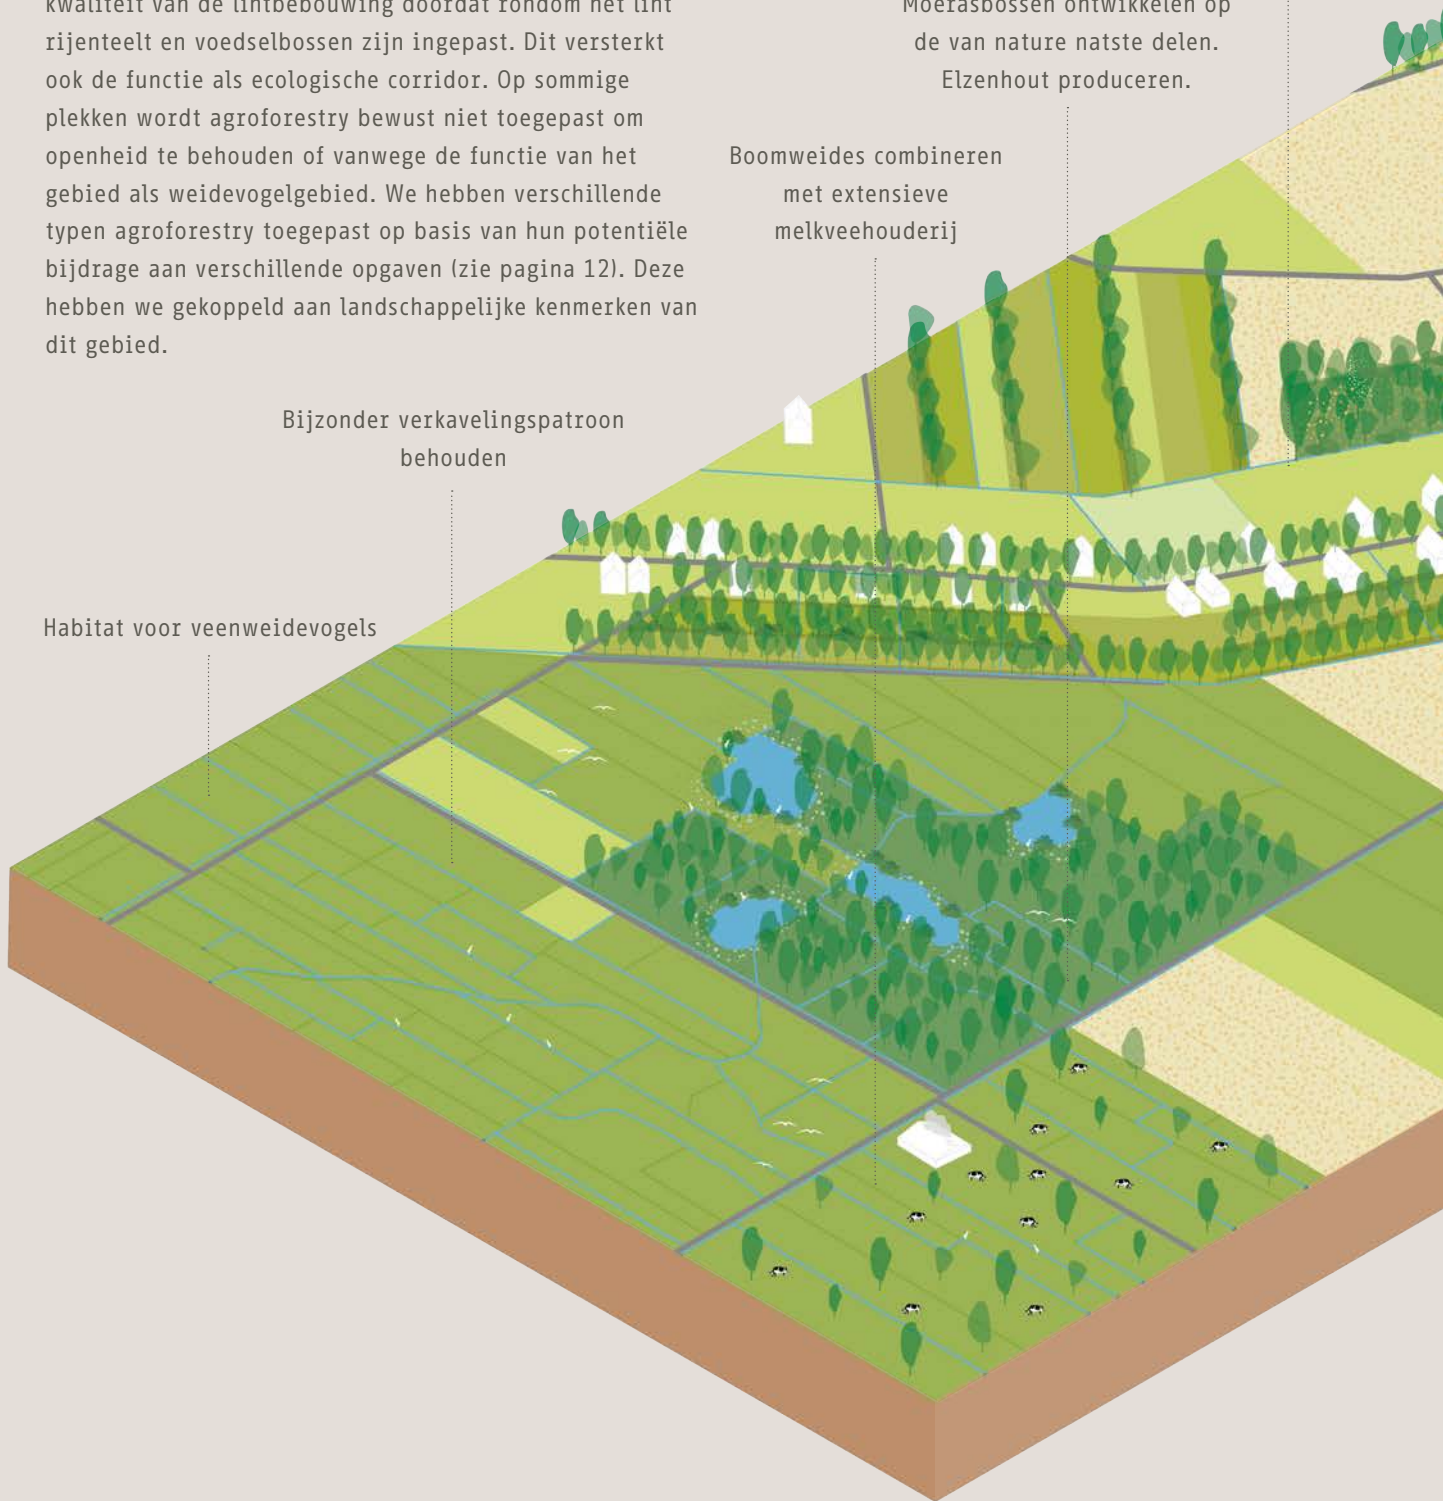 kwaliteit van de lintbebouwing doordat rondom het lint
rijenteelt en voedselbossen zijn ingepast. Dit versterkt
ook de functie als ecologische corridor. Op sommige
plekken wordt agroforestry bewust niet toegepast om
openheid te behouden of vanwege de functie van het
gebied als weidevogelgebied. We hebben verschillende
typen agroforestry toegepast op basis van hun potentiële
bijdrage aan verschillende opgaven (zie pagina 12). Deze
hebben we gekoppeld aan landschappelijke kenmerken van
dit gebied.
Moerasbossen ontwikkelen op
de van nature natste delen.
Elzenhout produceren.
Boomweides combineren
met extensieve
melkveehouderij
Bijzonder verkavelingspatroon
behouden
Habitat voor veenweidevogels